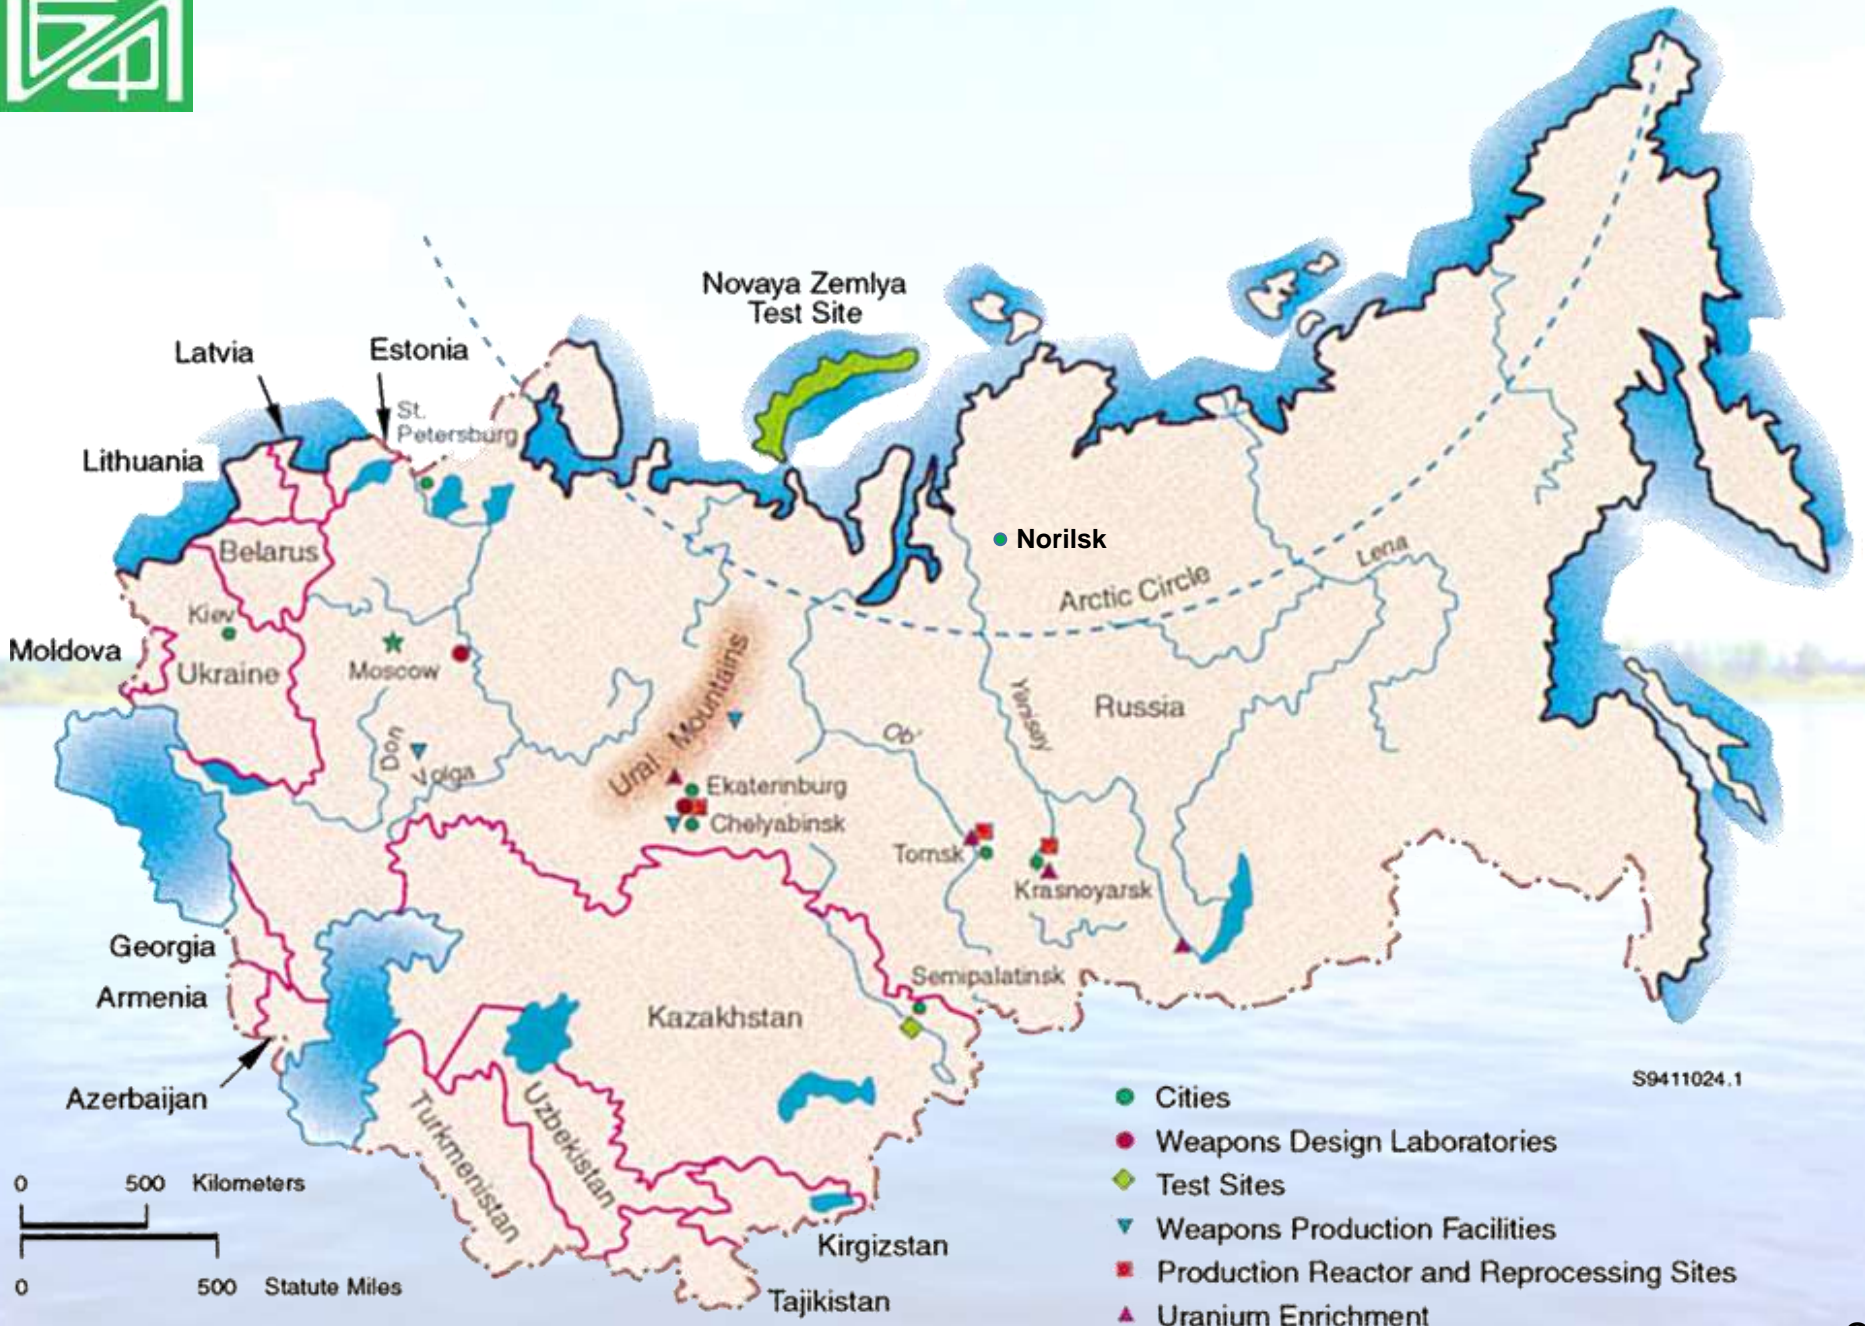 Novaya Zemlya
Test Site
Latvia
Estonia
St.
Petersburg
Lithuania
Norilsk
Belarus
Lena
Arctic Circle
Kiev
Moldova
Ukraine
Moscow
Ural Mountains
Yanisay
Russia
Ob'
Don
Volga
Ekaterinburg
Chelyabinsk
Tomsk
Krasnoyarsk
Georgia
Semipalatinsk
Armenia
Kazakhstan
Azerbaijan
S9411024.1
Turkmenistan
Uzbekistan
Cities
Weapons Design Laboratories
Test Sites
Weapons Production Facilities
Production Reactor and Reprocessing Sites
Uranium Enrichment
0 500 Kilometers
0 500 Statute Miles
Kirgizstan
Tajikistan